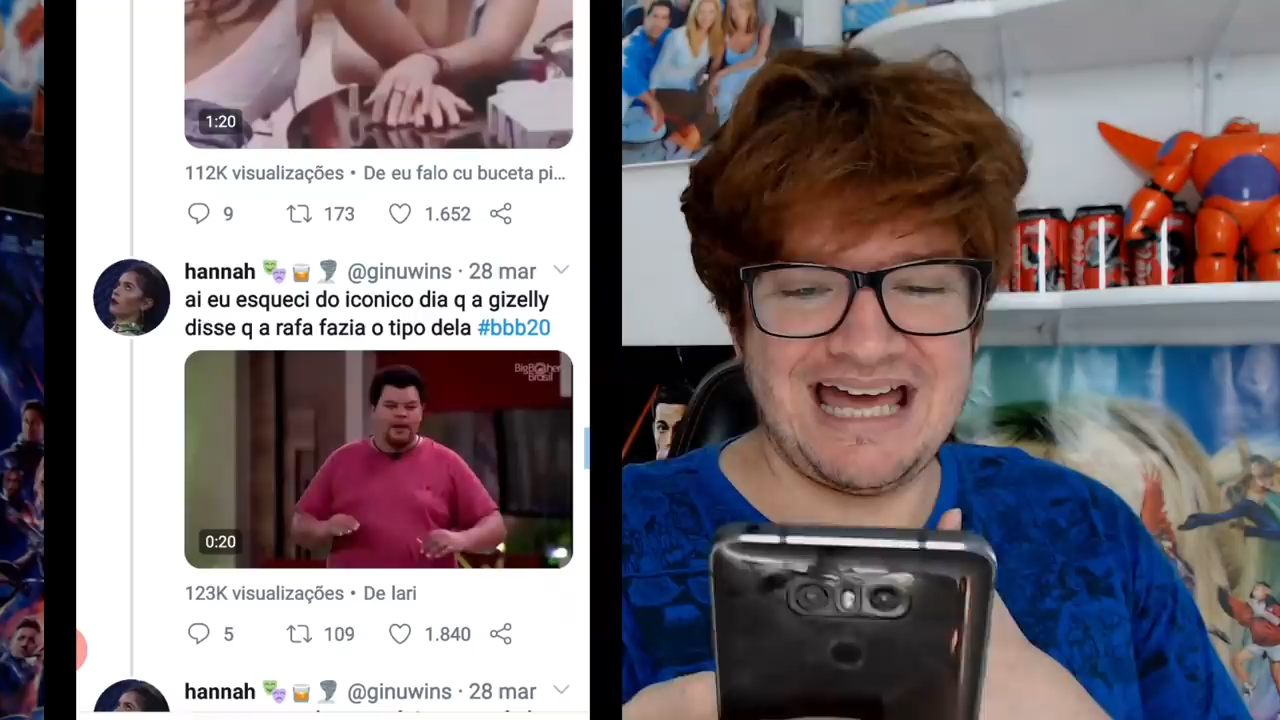 1:20
112K visualizações • De eu falo cu buceta pi...
9 173 1.652
hannah @ginuwins · 28 mar
ai eu esqueci do iconico dia q a gizelly
disse q a rafa fazia o tipo dela #bbb20
BigBrother
Brasil
0:20
123K visualizações • De lari
5 109 1.840
hannah @ginuwins · 28 mar